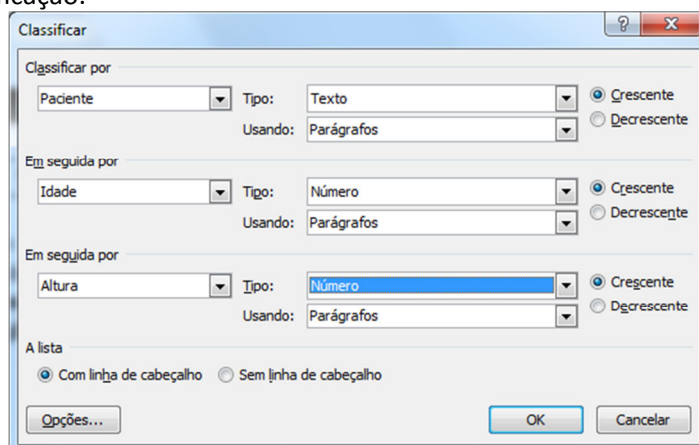 Classificar
Classificar por
Paciente Tipo: Texto Crescente
Usando: Parágrafos Decrescente
Em seguida por
Idade Tipo: Número Crescente
Usando: Parágrafos Decrescente
Em seguida por
Altura Tipo: Número Crescente
Usando: Parágrafos Decrescente
A lista
Com linha de cabeçalho Sem linha de cabeçalho
Opções... OK Cancelar